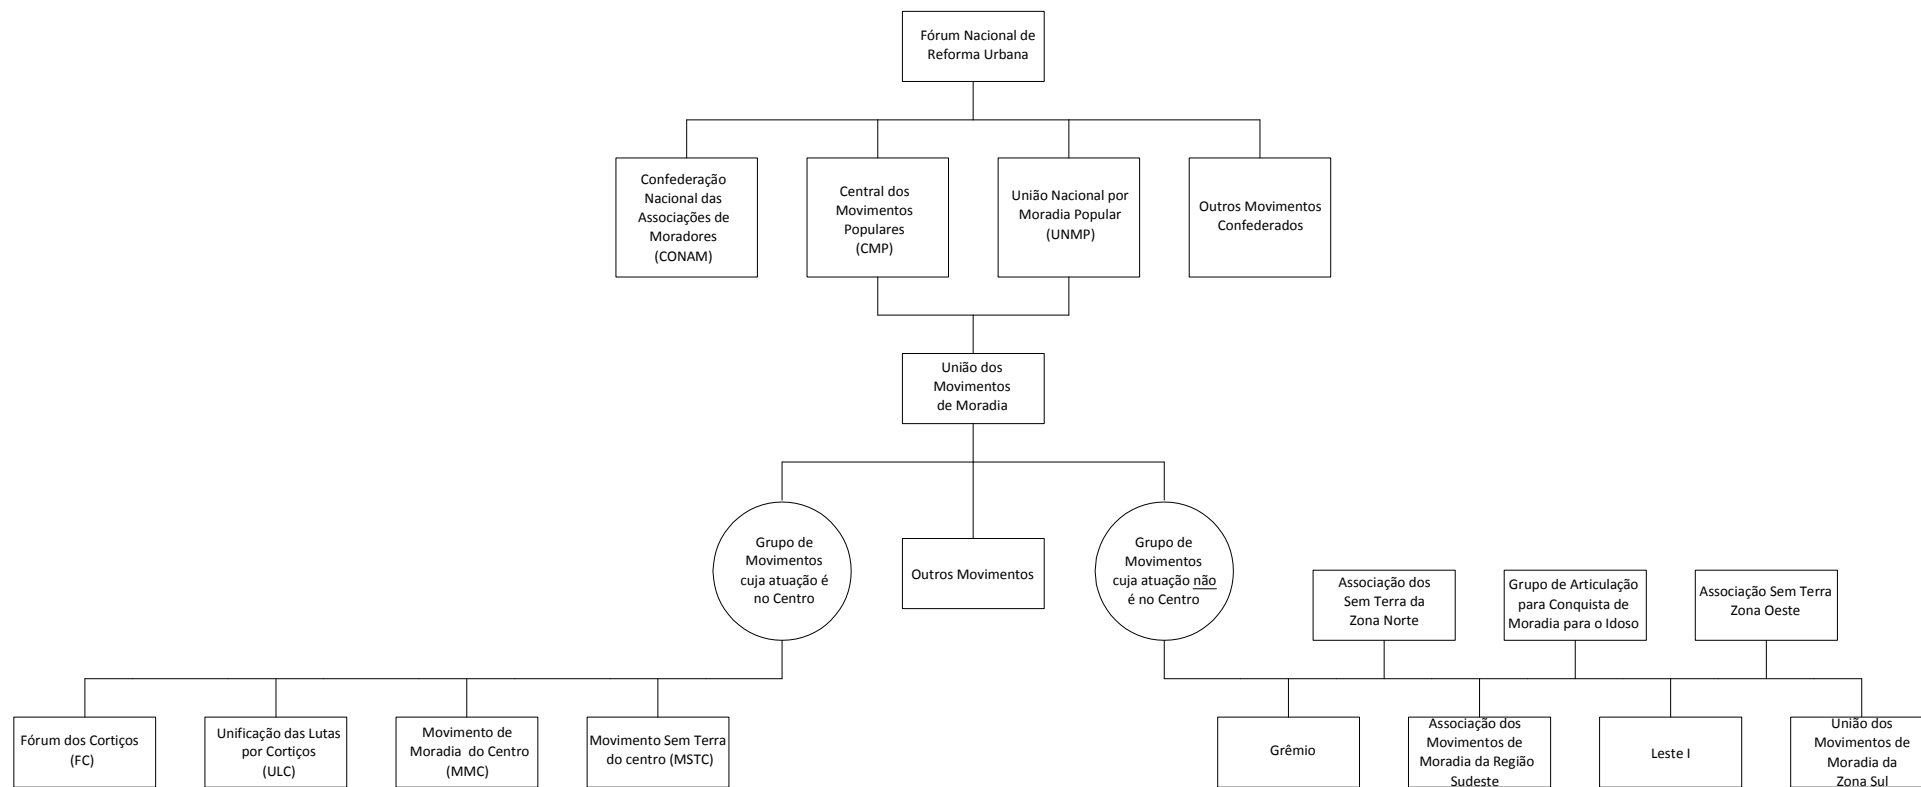 Fórum Nacional de
Reforma Urbana
Confederação
Nacional das
Associações de
Moradores
(CONAM)
Central dos
Movimentos
Populares
(CMP)
União Nacional por
Moradia Popular
(UNMP)
Outros Movimentos
Confederados
União dos
Movimentos
de Moradia
Grupo de
Movimentos
cuja atuação é
no Centro
Outros Movimentos
Grupo de
Movimentos
cuja atuação não
é no Centro
Associação dos
Sem Terra da
Zona Norte
Grupo de Articulação
para Conquista de
Moradia para o Idoso
Associação Sem Terra
Zona Oeste
Fórum dos Cortiços
(FC)
Unificação das Lutas
por Cortiços
(ULC)
Movimento de
Moradia do Centro
(MMC)
Movimento Sem Terra
do centro (MSTC)
Grêmio
Associação dos
Movimentos de
Moradia da Região
Sudeste
Leste I
União dos
Movimentos de
Moradia da
Zona Sul